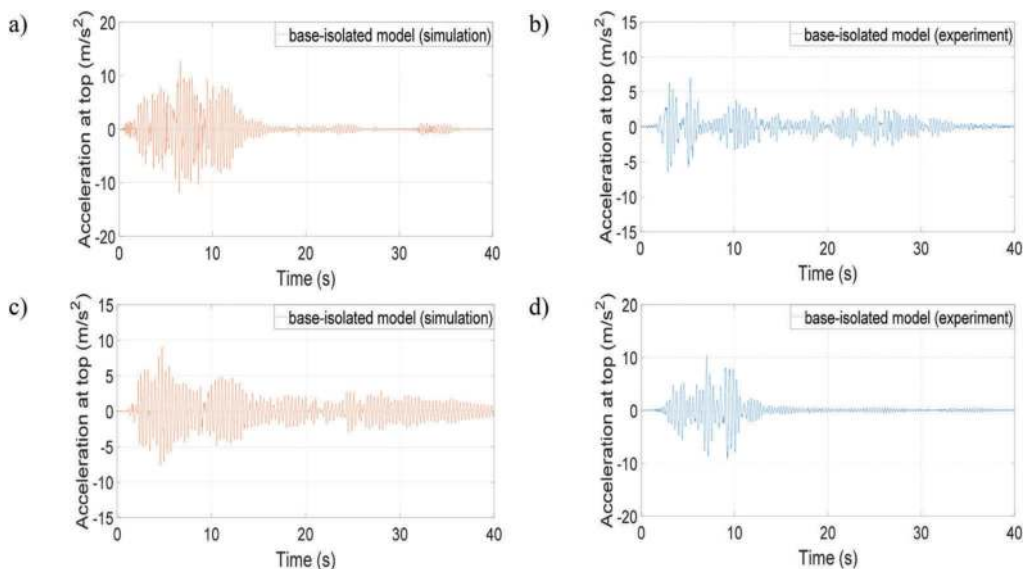 a)
base-isolated model (simulation)
Acceleration at top (m/s²)
20
10
0
-10
-20
0 10 20 30 40
Time (s)
b)
base-isolated model (experiment)
Acceleration at top (m/s²)
15
10
5
0
-5
-10
-15
0 10 20 30 40
Time (s)
c)
base-isolated model (simulation)
Acceleration at top (m/s²)
15
10
5
0
-5
-10
-15
0 10 20 30 40
Time (s)
d)
base-isolated model (experiment)
Acceleration at top (m/s²)
20
10
0
-10
-20
0 10 20 30 40
Time (s)